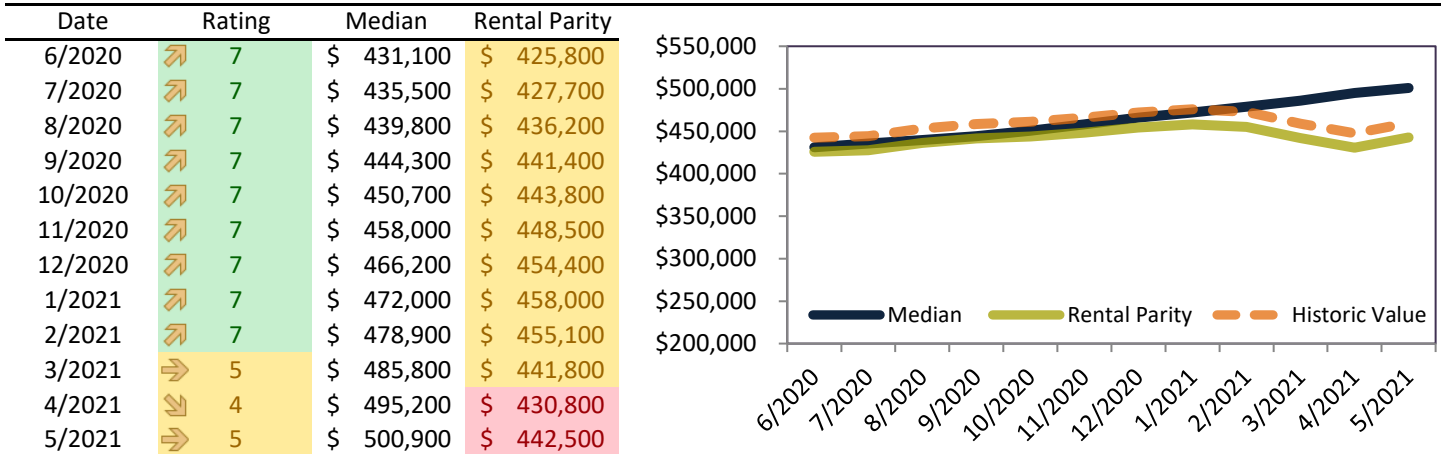 Date Rating Median Rental Parity
6/2020 7 $ 431,100 $ 425,800
7/2020 7 $ 435,500 $ 427,700
8/2020 7 $ 439,800 $ 436,200
9/2020 7 $ 444,300 $ 441,400
10/2020 7 $ 450,700 $ 443,800
11/2020 7 $ 458,000 $ 448,500
12/2020 7 $ 466,200 $ 454,400
1/2021 7 $ 472,000 $ 458,000
2/2021 7 $ 478,900 $ 455,100
3/2021 5 $ 485,800 $ 441,800
4/2021 4 $ 495,200 $ 430,800
5/2021 5 $ 500,900 $ 442,500
$550,000
$500,000
$450,000
$400,000
$350,000
$300,000
$250,000
$200,000
Median Rental Parity Historic Value
6/2020 7/2020 8/2020 9/2020 10/2020 11/2020 12/2020 1/2021 2/2021 3/2021 4/2021 5/2021